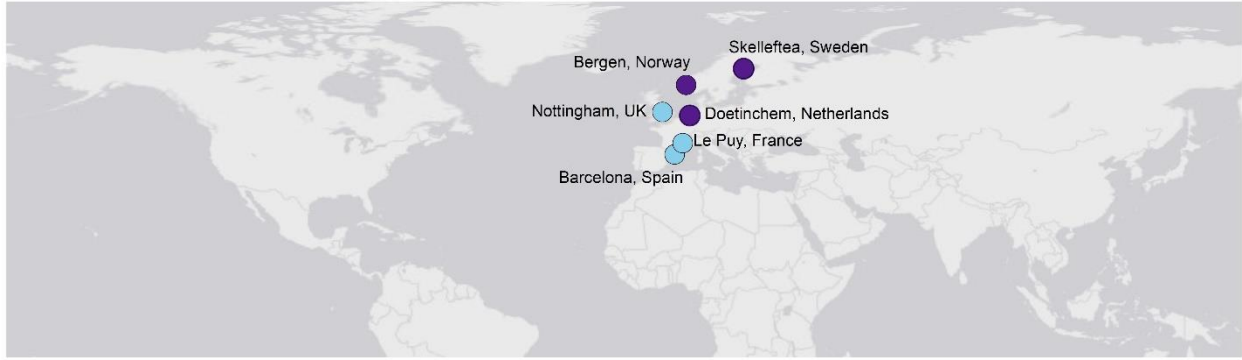 Skelleftea, Sweden
Bergen, Norway
Nottingham, UK
Doetinchem, Netherlands
Le Puy, France
Barcelona, Spain